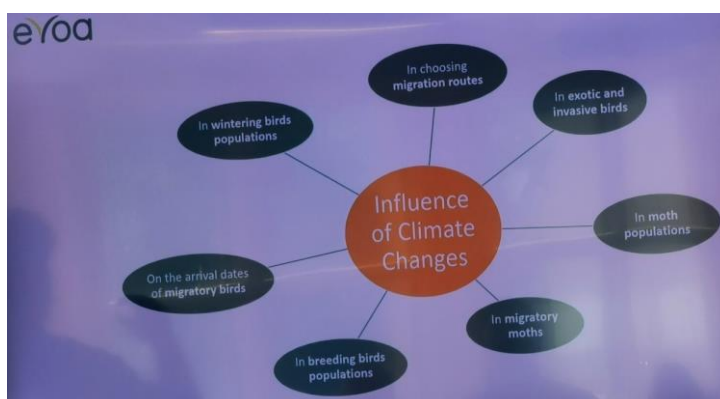 evoa
In choosing
migration routes
In exotic and
invasive birds
In wintering birds
populations
Influence
of Climate
Changes
In moth
populations
On the arrival dates
of migratory birds
In migratory
moths
In breeding birds
populations